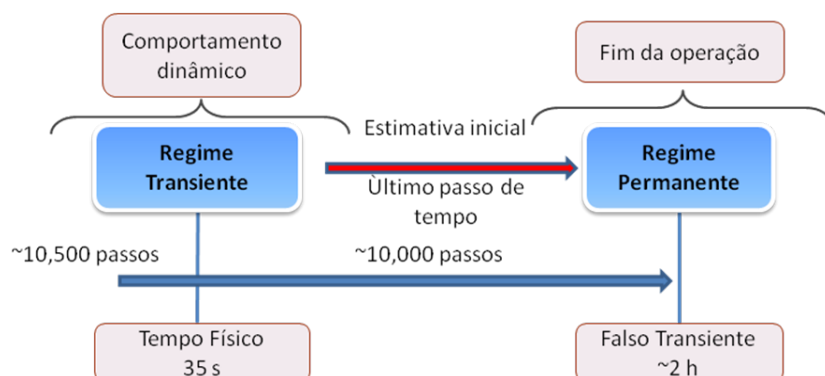 Comportamento
dinâmico
Fim da operação
Estimativa inicial
Regime
Transiente
Regime
Permanente
Ùltimo passo de
tempo
~10,500 passos
~10,000 passos
Tempo Físico
35 s
Falso Transiente
~2 h